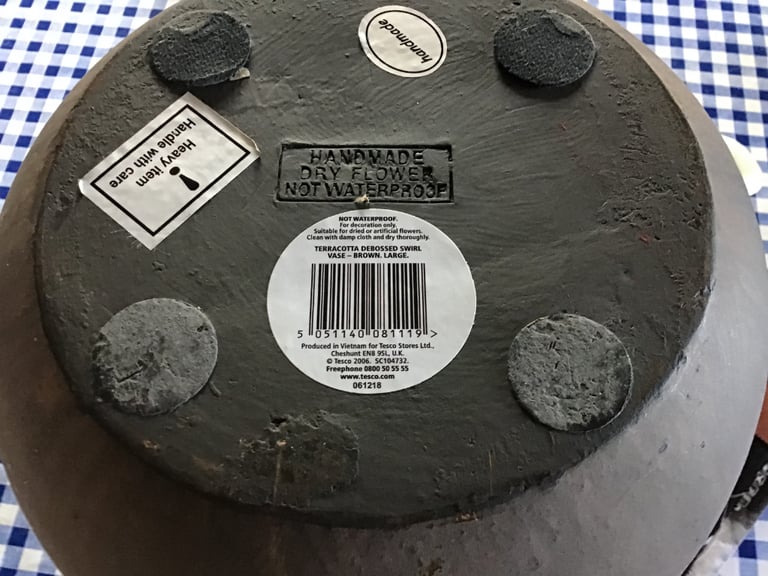 handmade
Heavy item
Handle with care
HANDMADE
DRY FLOWER
NOT WATERPROOF
NOT WATERPROOF.
For decoration only.
Suitable for dried or artificial flowers.
Clean with damp cloth and dry thoroughly.
TERRACOTTA DEBOSSED SWIRL
VASE – BROWN. LARGE.
5 051140 081119 >
Produced in Vietnam for Tesco Stores Ltd.,
Cheshunt EN8 9SL, U.K.
© Tesco 2006. SC104732.
Freephone 0800 50 55 55
www.tesco.com
061218